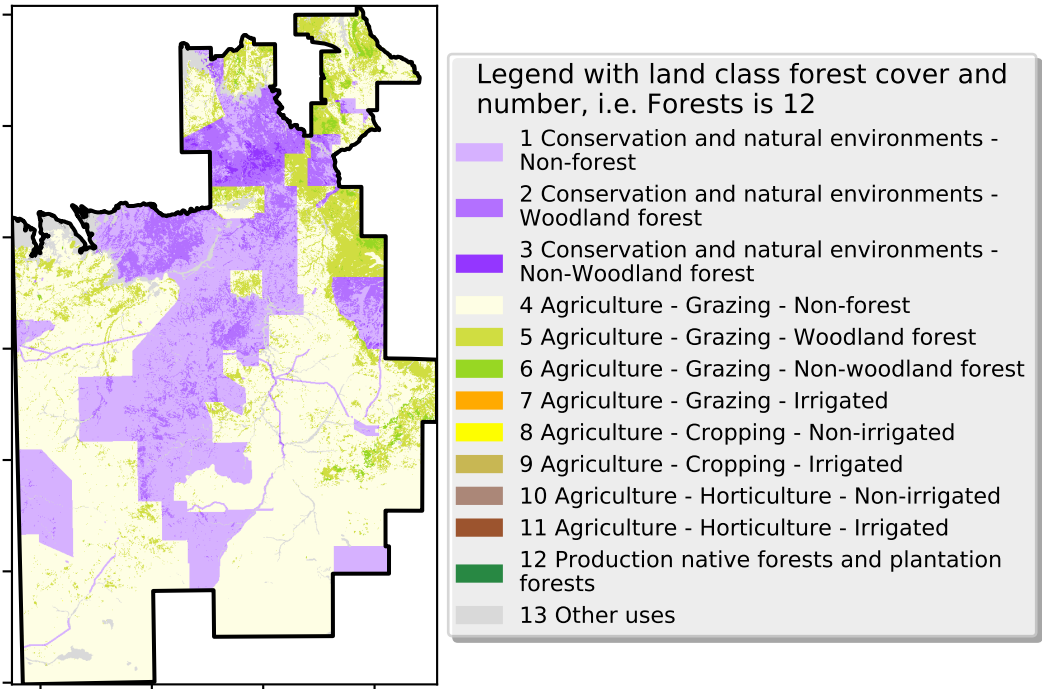 Legend with land class forest cover and
number, i.e. Forests is 12
1 Conservation and natural environments -
Non-forest
2 Conservation and natural environments -
Woodland forest
3 Conservation and natural environments -
Non-Woodland forest
4 Agriculture - Grazing - Non-forest
5 Agriculture - Grazing - Woodland forest
6 Agriculture - Grazing - Non-woodland forest
7 Agriculture - Grazing - Irrigated
8 Agriculture - Cropping - Non-irrigated
9 Agriculture - Cropping - Irrigated
10 Agriculture - Horticulture - Non-irrigated
11 Agriculture - Horticulture - Irrigated
12 Production native forests and plantation
forests
13 Other uses